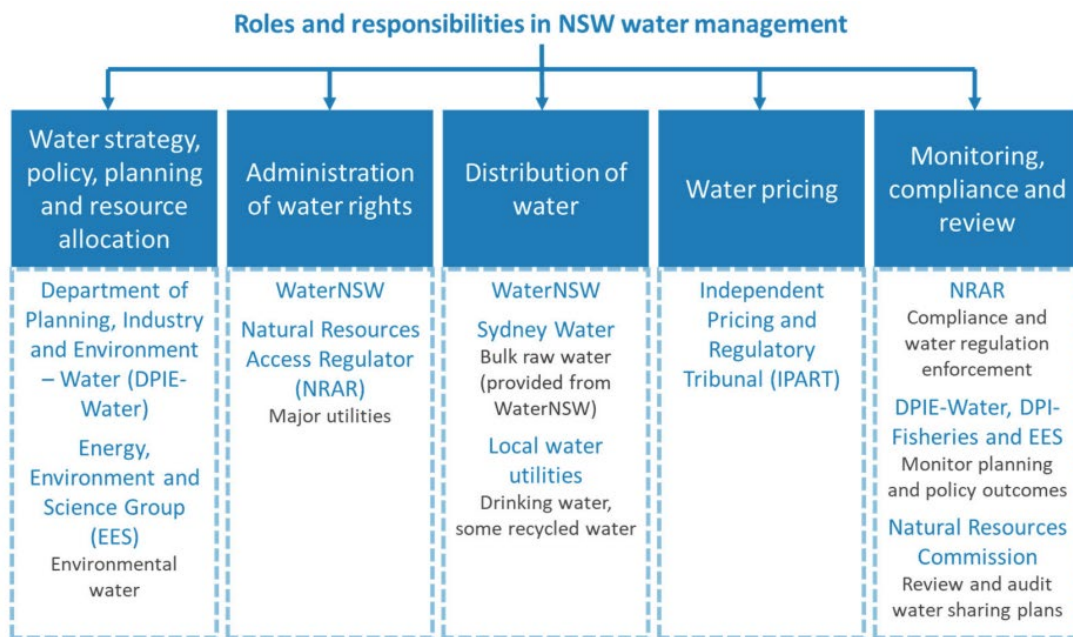 Roles and responsibilities in NSW water management
Water strategy,
policy, planning
and resource
allocation
Department of
Planning, Industry
and Environment
– Water (DPIE-
Water)
Energy,
Environment and
Science Group
(EES)
Environmental
water
Administration
of water rights
WaterNSW
Natural Resources
Access Regulator
(NRAR)
Major utilities
Distribution of
water
WaterNSW
Sydney Water
Bulk raw water
(provided from
WaterNSW)
Local water
utilities
Drinking water,
some recycled water
Water pricing
Independent
Pricing and
Regulatory
Tribunal (IPART)
Monitoring,
compliance and
review
NRAR
Compliance and
water regulation
enforcement
DPIE-Water, DPI-
Fisheries and EES
Monitor planning
and policy outcomes
Natural Resources
Commission
Review and audit
water sharing plans